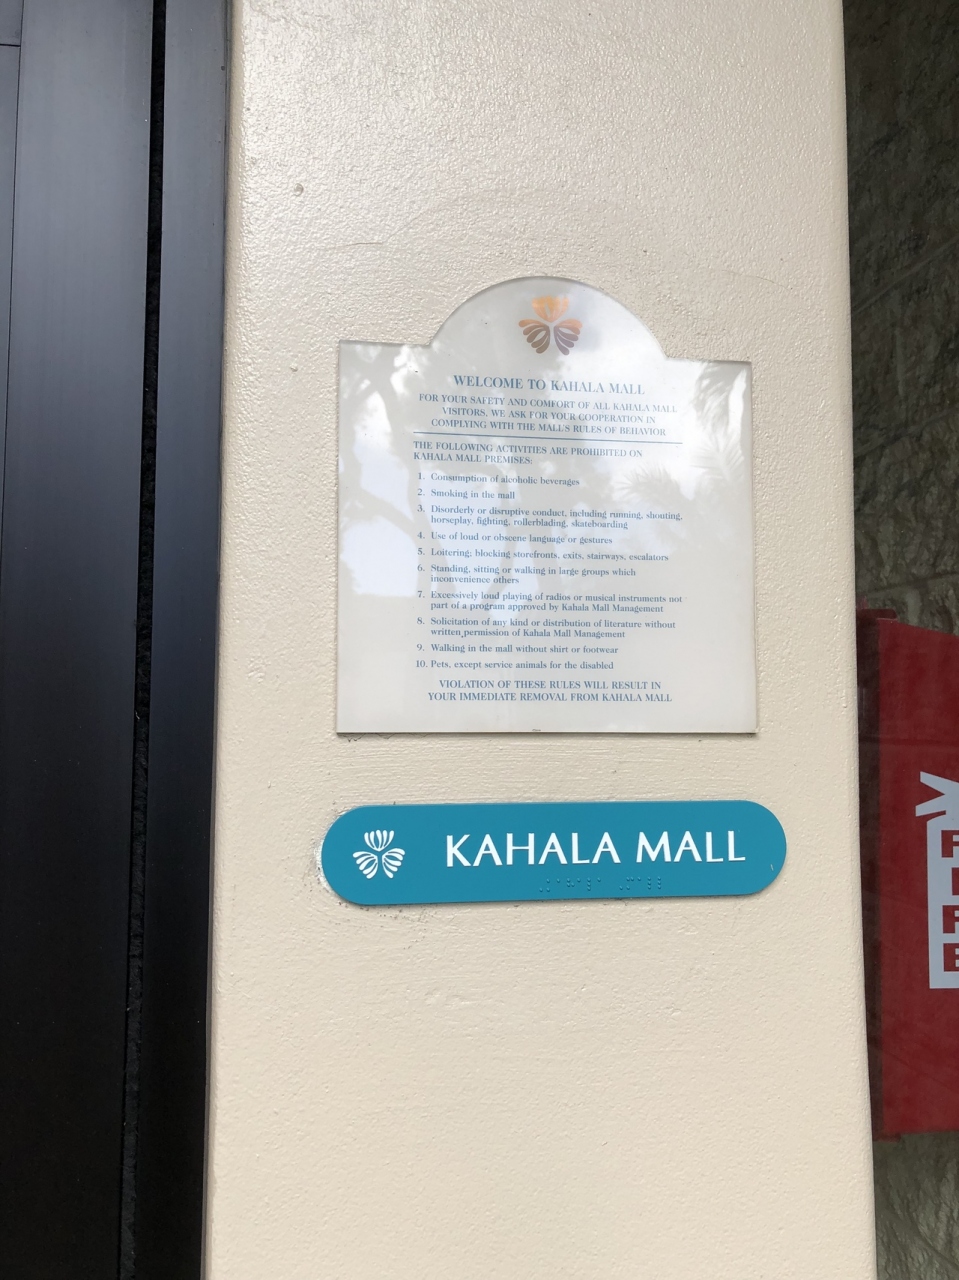 WELCOME TO KAHALA MALL
FOR YOUR SAFETY AND COMFORT OF ALL KAHALA MALL
VISITORS, WE ASK FOR YOUR COOPERATION IN
COMPLYING WITH THE MALL'S RULES OF BEHAVIOR
THE FOLLOWING ACTIVITIES ARE PROHIBITED ON
KAHALA MALL PREMISES:
1. Consumption of alcoholic beverages
2. Smoking in the mall
3. Disorderly or disruptive conduct, including running, shouting,
horseplay, fighting, rollerblading, skateboarding
4. Use of loud or obscene language or gestures
5. Loitering; blocking storefronts, exits, stairways, escalators
6. Standing, sitting or walking in large groups which
inconvenience others
7. Excessively loud playing of radios or musical instruments not
part of a program approved by Kahala Mall Management
8. Solicitation of any kind or distribution of literature without
written permission of Kahala Mall Management
9. Walking in the mall without shirt or footwear
10. Pets, except service animals for the disabled
VIOLATION OF THESE RULES WILL RESULT IN
YOUR IMMEDIATE REMOVAL FROM KAHALA MALL
KAHALA MALL